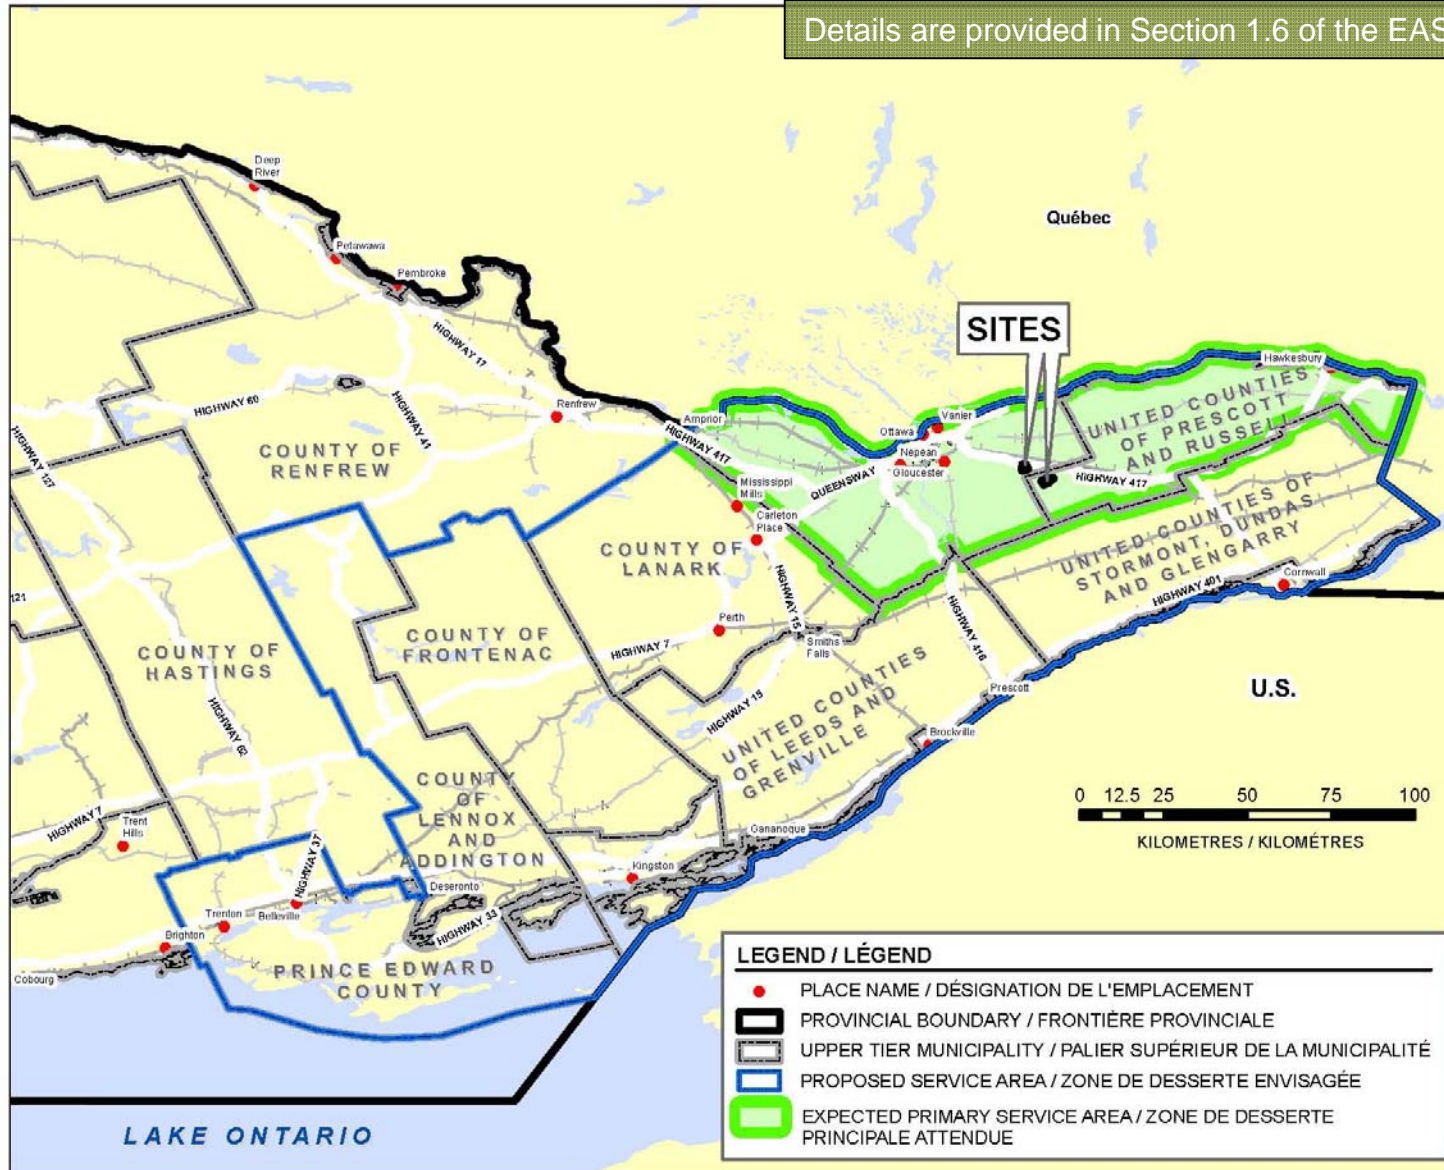 Details are provided in Section 1.6 of the EAS
Deep
River
Petawawa
Pembroke
Québec
HIGHWAY 17
SITES
HIGHWAY 60
HIGHWAY 41
Renfrew
Arnprior
Hawkesbury
Vanier
Ottawa
Nepean
Gloucester
UNITED COUNTIES
OF PRESCOTT
AND RUSSELL
HIGHWAY 417
QUEENSWAY
HIGHWAY 417
HIGHWAY 127
COUNTY OF
RENFREW
Mississippi
Mills
Carleton
Place
COUNTY OF
LANARK
UNITED COUNTIES OF
STORMONT, DUNDAS
AND GLENGARRY
HIGHWAY 401
Cornwall
121
HIGHWAY 15
Perth
Smiths
Falls
HIGHWAY 416
COUNTY OF
HASTINGS
COUNTY OF
FRONTENAC
HIGHWAY 7
HIGHWAY 15
Prescott
U.S.
UNITED COUNTIES
OF LEEDS AND
GRENVILLE
Brockville
HIGHWAY 62
COUNTY
OF
LENNOX
AND
ADDINGTON
HIGHWAY 7
Trent
Hills
HIGHWAY 37
Gananoque
Kingston
Deseronto
HIGHWAY 33
Trenton
Belleville
Brighton
Cobourg
PRINCE EDWARD
COUNTY
0 12.5 25 50 75 100
KILOMETRES / KILOMÉTRES
LAKE ONTARIO
LEGEND / LÉGEND
PLACE NAME / DÉSIGNATION DE L'EMPLACEMENT
PROVINCIAL BOUNDARY / FRONTIÈRE PROVINCIALE
UPPER TIER MUNICIPALITY / PALIER SUPÉRIEUR DE LA MUNICIPALITÉ
PROPOSED SERVICE AREA / ZONE DE DESSERTE ENVISAGÉE
EXPECTED PRIMARY SERVICE AREA / ZONE DE DESSERTE
PRINCIPALE ATTENDUE